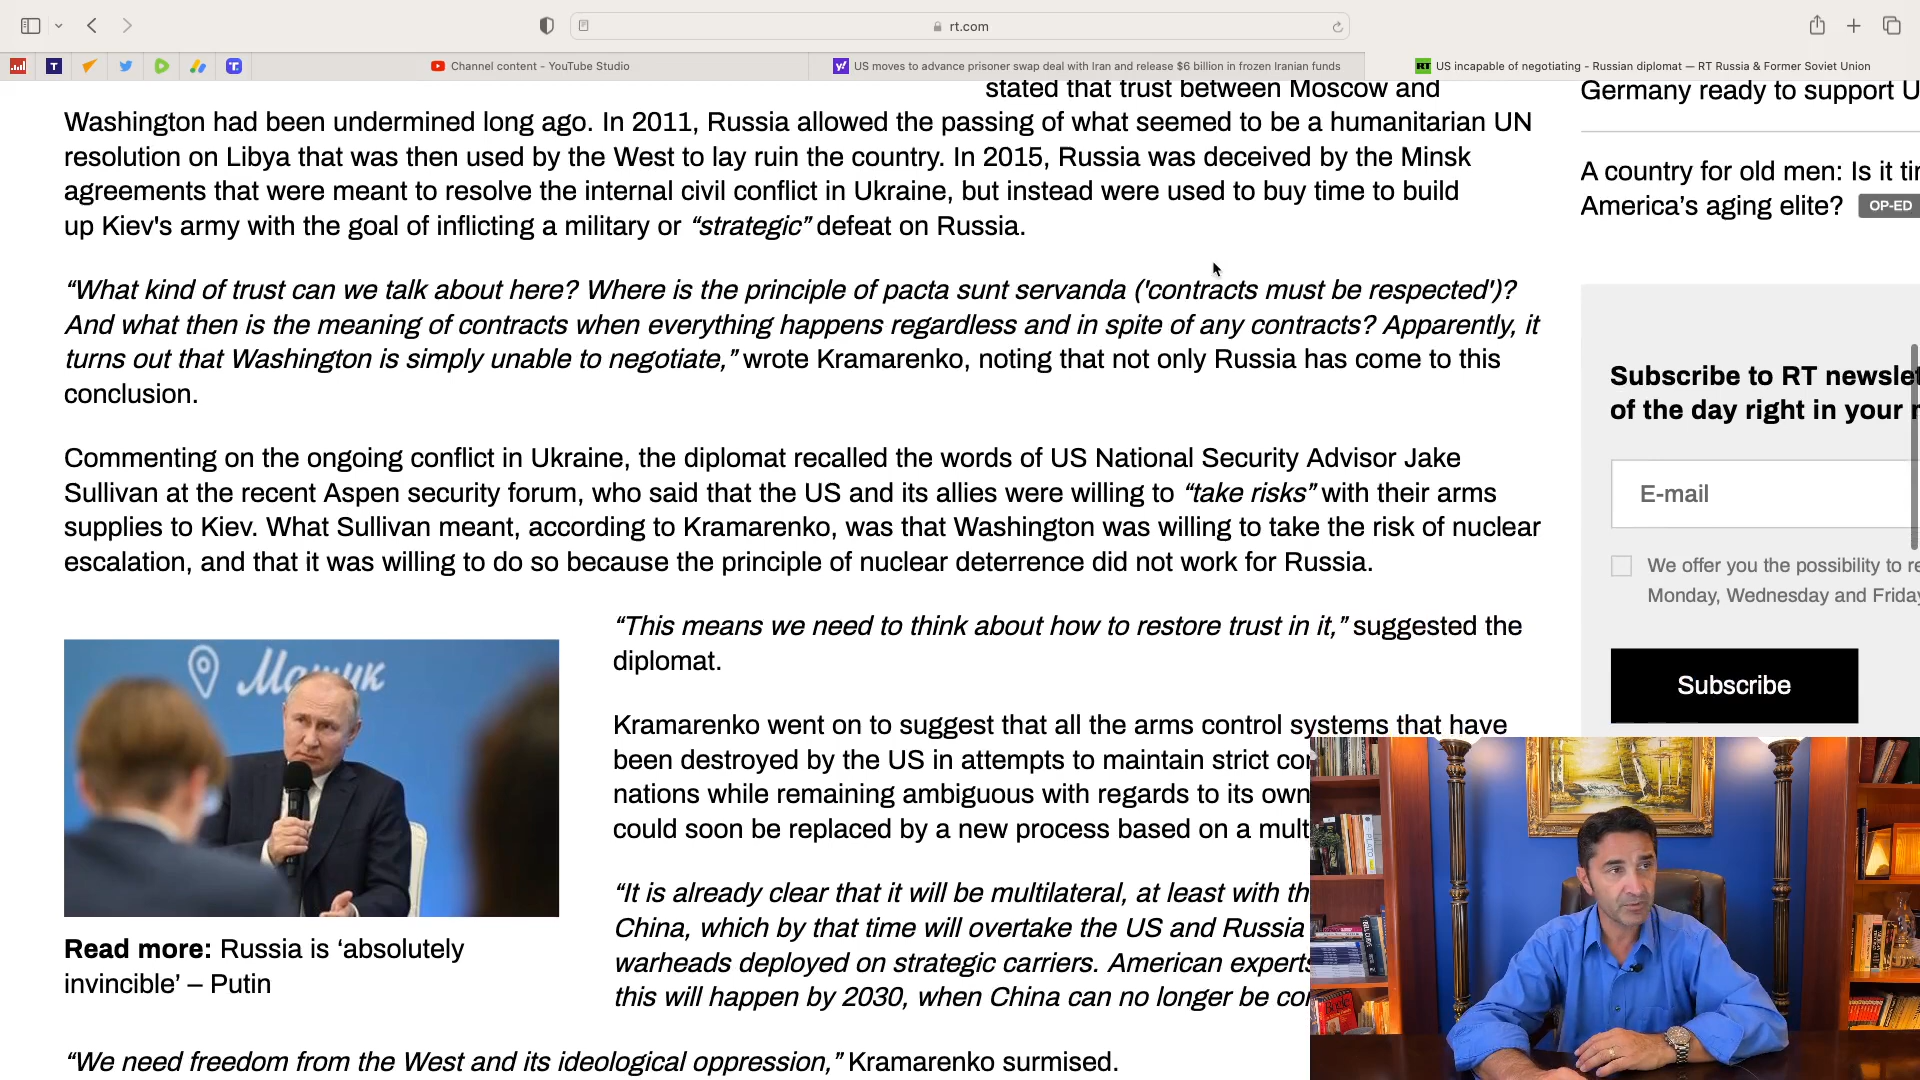 rt.com
Channel content - YouTube Studio
US moves to advance prisoner swap deal with Iran and release $6 billion in frozen Iranian funds
US incapable of negotiating - Russian diplomat — RT Russia & Former Soviet Union
stated that trust between Moscow and
Washington had been undermined long ago. In 2011, Russia allowed the passing of what seemed to be a humanitarian UN
resolution on Libya that was then used by the West to lay ruin the country. In 2015, Russia was deceived by the Minsk
agreements that were meant to resolve the internal civil conflict in Ukraine, but instead were used to buy time to build
up Kiev's army with the goal of inflicting a military or “strategic” defeat on Russia.
“What kind of trust can we talk about here? Where is the principle of pacta sunt servanda ('contracts must be respected')?
And what then is the meaning of contracts when everything happens regardless and in spite of any contracts? Apparently, it
turns out that Washington is simply unable to negotiate,” wrote Kramarenko, noting that not only Russia has come to this
conclusion.
Commenting on the ongoing conflict in Ukraine, the diplomat recalled the words of US National Security Advisor Jake
Sullivan at the recent Aspen security forum, who said that the US and its allies were willing to “take risks” with their arms
supplies to Kiev. What Sullivan meant, according to Kramarenko, was that Washington was willing to take the risk of nuclear
escalation, and that it was willing to do so because the principle of nuclear deterrence did not work for Russia.
“This means we need to think about how to restore trust in it,” suggested the
diplomat.
Kramarenko went on to suggest that all the arms control systems that have
been destroyed by the US in attempts to maintain strict
nations while remaining ambiguous with regards to its own
could soon be replaced by a new process based on a
“It is already clear that it will be multilateral, at least with
China, which by that time will overtake the US and Russia
warheads deployed on strategic carriers. American
this will happen by 2030, when China can no longer be
Машук
Read more: Russia is ‘absolutely
invincible’ – Putin
“We need freedom from the West and its ideological oppression,” Kramarenko surmised.
Germany ready to support
A country for old men: Is it
America’s aging elite? OP-ED
Subscribe to RT
of the day right in your
E-mail
We offer you the possibility to
Monday, Wednesday and
Subscribe